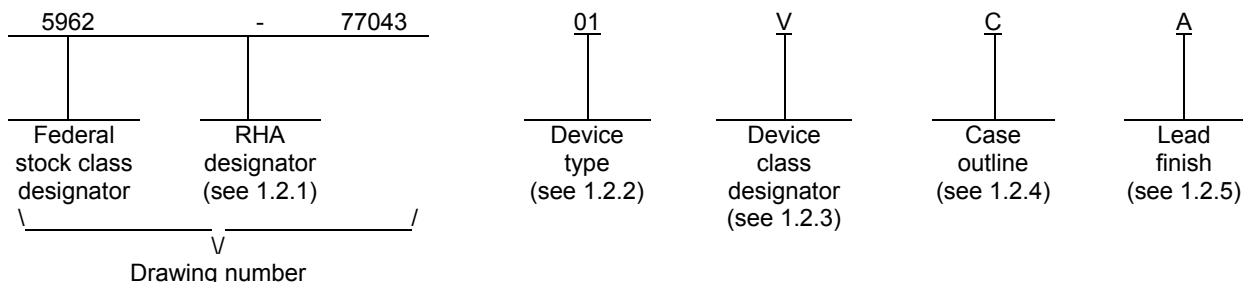 5962 - 77043 01 V C A
Federal stock class designator
RHA designator (see 1.2.1)
Device type (see 1.2.2)
Device class designator (see 1.2.3)
Case outline (see 1.2.4)
Lead finish (see 1.2.5)
\ /
\/
Drawing number